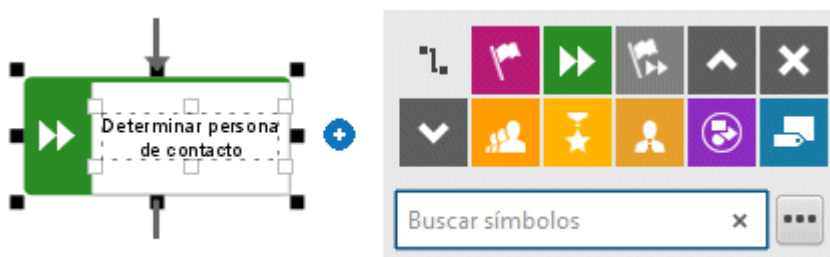 Determinar persona
de contacto
Buscar símbolos